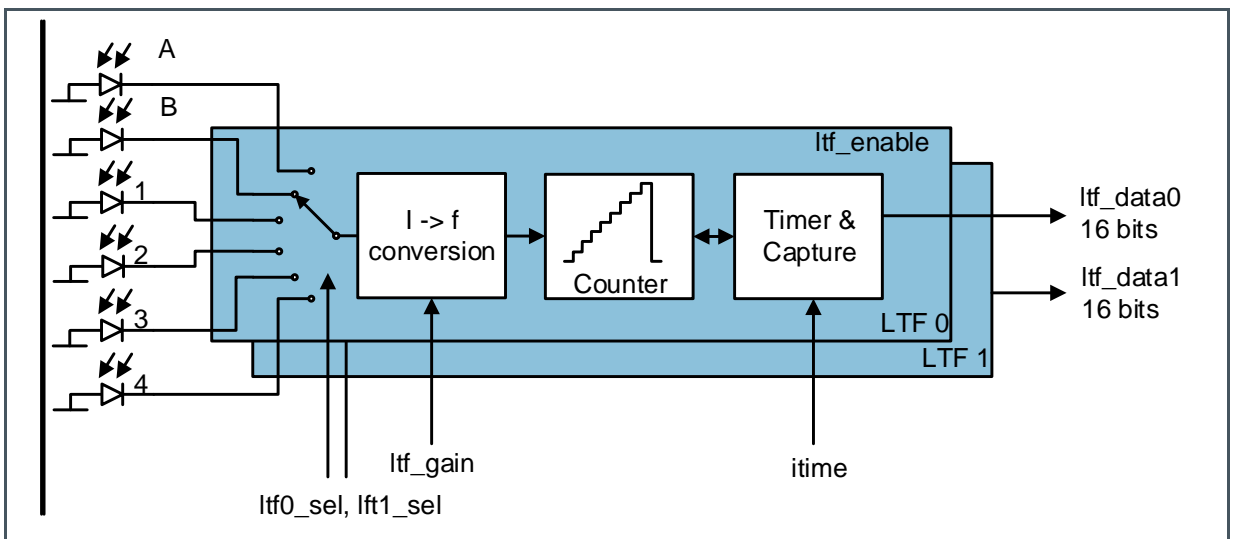 A
B
1
2
3
4
ltf_enable
I -> f
conversion
Counter
Timer &
Capture
LTF 0
LTF 1
ltf_data0
16 bits
ltf_data1
16 bits
ltf_gain
itime
ltf0_sel, lft1_sel